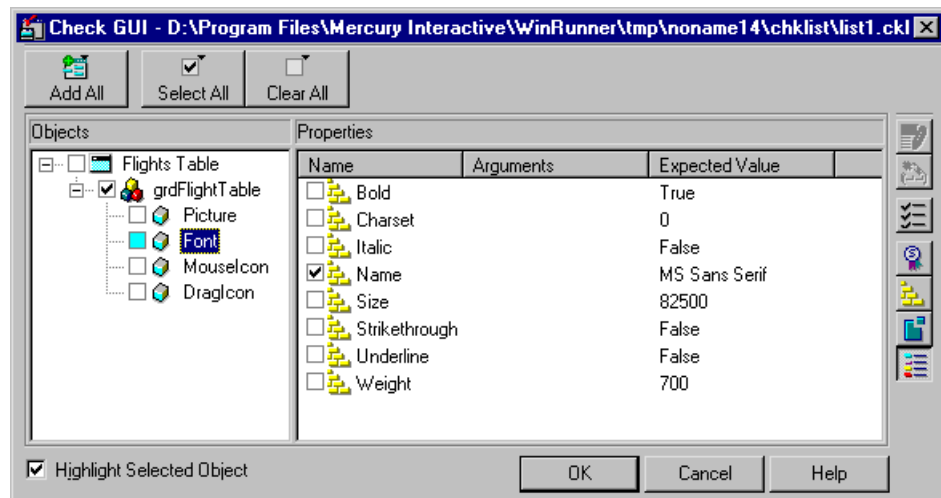 Check GUI - D:\Program Files\Mercury Interactive\WinRunner\tmp\noname14\chklist\list1.ckl
Add All Select All Clear All
Objects Properties
Flights Table
grdFlightTable
Picture
Font
MouseIcon
DragIcon
Name Arguments Expected Value
Bold True
Charset 0
Italic False
Name MS Sans Serif
Size 82500
Strikethrough False
Underline False
Weight 700
Highlight Selected Object OK Cancel Help